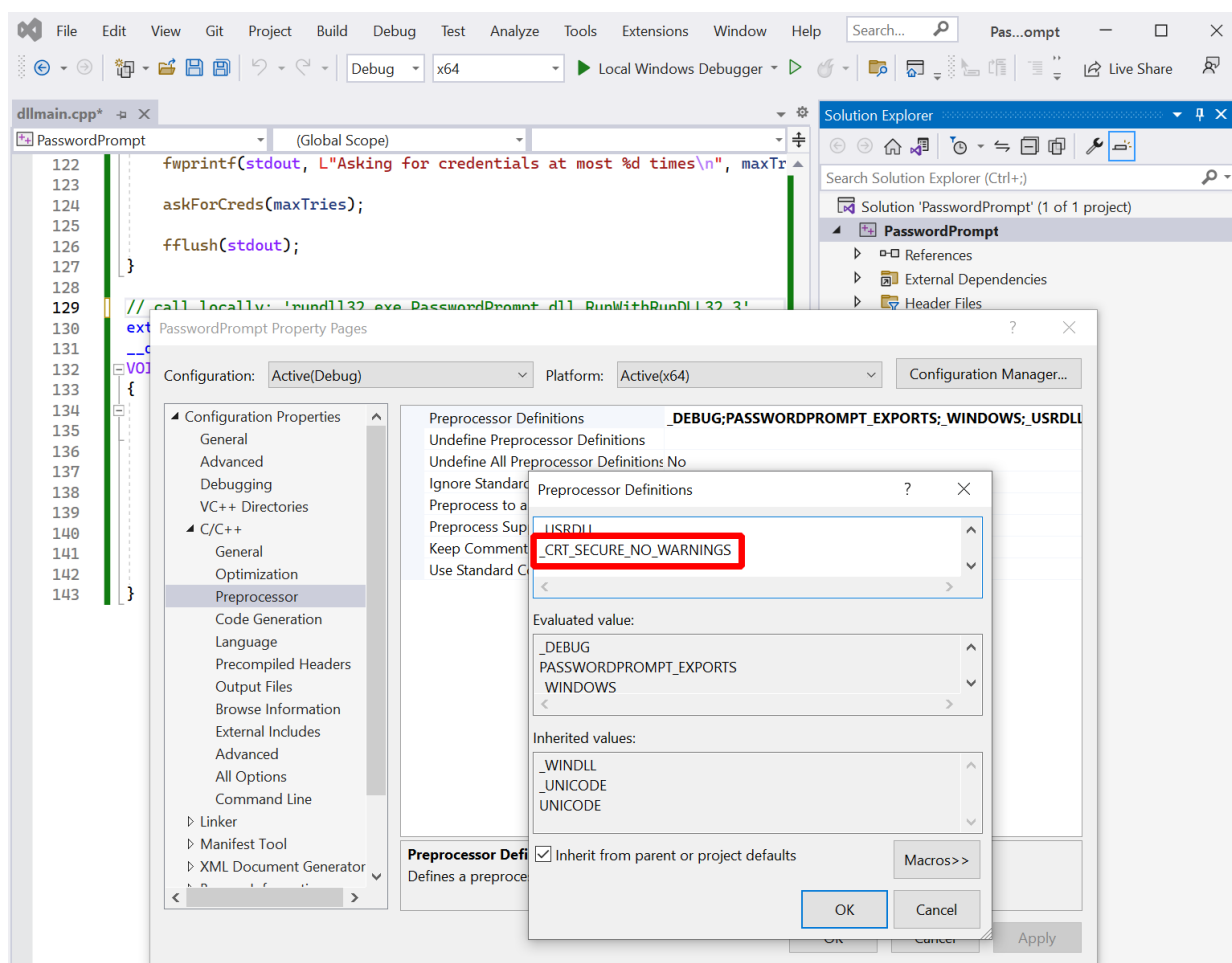 File Edit View Git Project Build Debug Test Analyze Tools Extensions Window Help Search... Pas...ompt
Debug x64 Local Windows Debugger Live Share
dllmain.cpp*
PasswordPrompt (Global Scope)
122 fwprintf(stdout, L"Asking for credentials at most %d times\n", maxTr
123
124 askForCreds(maxTries);
125
126 fflush(stdout);
127 }
128
129 // call locally: 'rundll32.exe PasswordPrompt.dll,RunWithRunDLL32 3'
130 ext
131
132 VOI
133 {
134
135
136
137
138
139
140
141
142
143 }
Solution Explorer
Search Solution Explorer (Ctrl+;)
Solution 'PasswordPrompt' (1 of 1 project)
PasswordPrompt
References
External Dependencies
Header Files
PasswordPrompt Property Pages ?
Configuration: Active(Debug) Platform: Active(x64) Configuration Manager...
Configuration Properties
General
Advanced
Debugging
VC++ Directories
C/C++
General
Optimization
Preprocessor
Code Generation
Language
Precompiled Headers
Output Files
Browse Information
External Includes
Advanced
All Options
Command Line
Linker
Manifest Tool
XML Document Generator
Preprocessor Definitions _DEBUG;PASSWORDPROMPT_EXPORTS;_WINDOWS;_USRDLL
Undefine Preprocessor Definitions
Undefine All Preprocessor Definitions No
Ignore Standard
Preprocess to a
Preprocess Sup
Keep Comment
Use Standard Co
Preprocessor Defi
Defines a preproce
Preprocessor Definitions ?
_USRDLL
_CRT_SECURE_NO_WARNINGS
Evaluated value:
_DEBUG
PASSWORDPROMPT_EXPORTS
_WINDOWS
Inherited values:
_WINDLL
_UNICODE
UNICODE
Inherit from parent or project defaults
Macros>>
OK Cancel
OK Cancel Apply